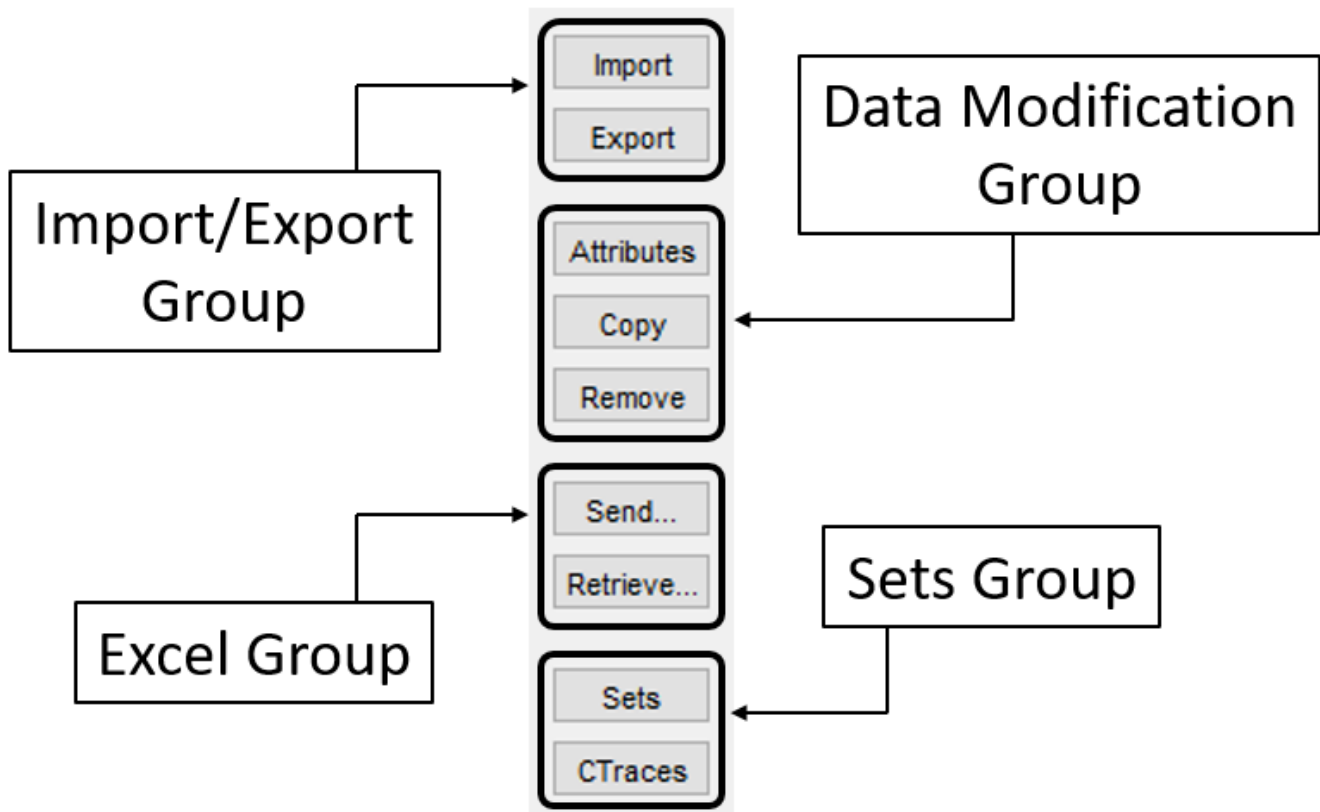 Import
Export
Import/Export
Group
Data Modification
Group
Attributes
Copy
Remove
Send...
Retrieve...
Excel Group
Sets Group
Sets
CTraces